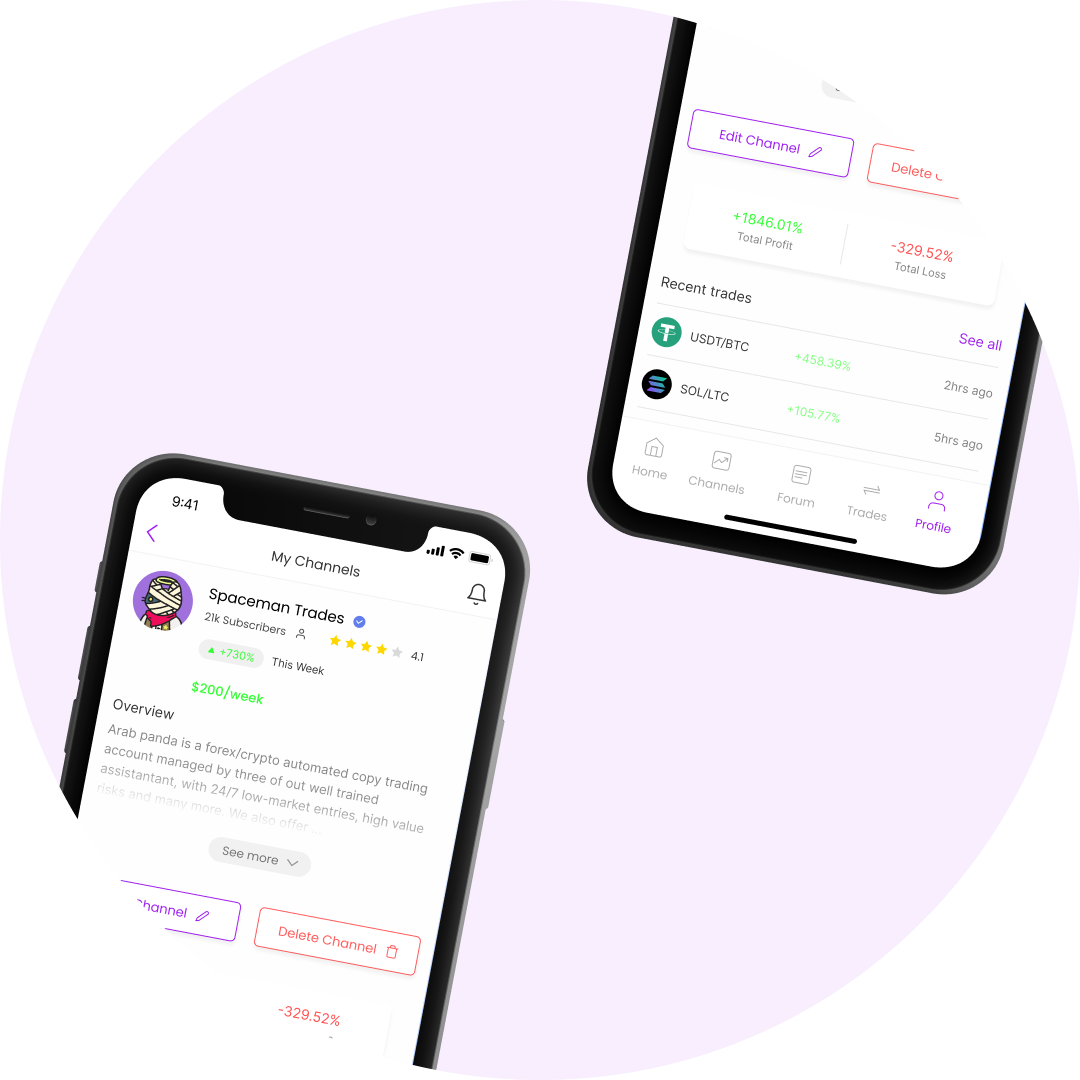 Edit Channel
Delete
+1846.01%
Total Profit
-329.52%
Total Loss
Recent trades
See all
USDT/BTC
+458.39%
2hrs ago
SOL/LTC
+105.77%
5hrs ago
Home
Channels
Forum
Trades
Profile
9:41
My Channels
Spaceman Trades
21k Subscribers
4.1
+730%
This Week
$200/week
Overview
Arab panda is a forex/crypto automated copy trading
account managed by three of out well trained
assistantant, with 24/7 low-market entries, high value
risks and many more. We also offer ...
See more
hannel
Delete Channel
-329.52%